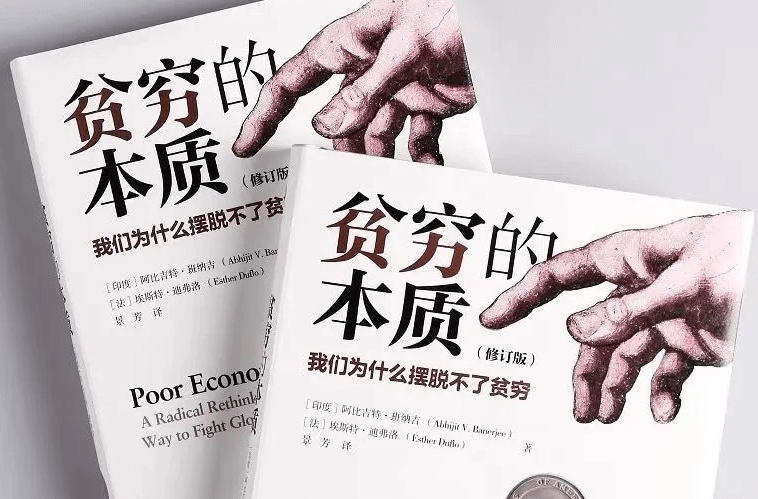 贫穷的
本质
（修订版）
我们为什么摆脱不了贫
［印度］阿比吉特·班纳吉（Abhijit V. Baner
［法］埃斯特·迪弗洛（Esther Duflo）
景 芳 译
Poor Econo
A Radical Rethink
Way to Fight Glo
贫穷的
本质
（修订版）
我们为什么摆脱不了贫穷
［印度］阿比吉特·班纳吉（Abhijit V. Banerjee）
［法］埃斯特·迪弗洛（Esther Duflo） 著
景 芳 译
OF AMER